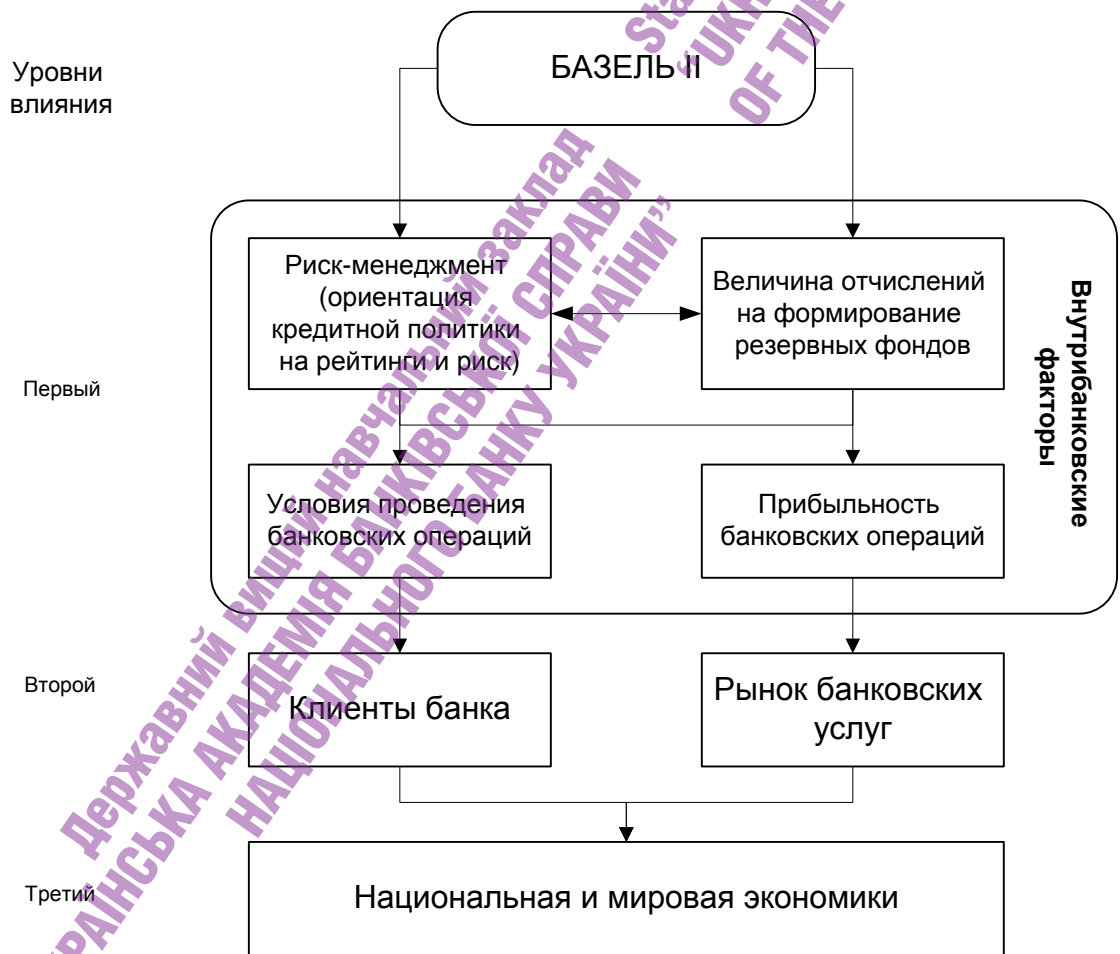 Уровни
влияния
БАЗЕЛЬ II
Риск-менеджмент
(ориентация
кредитной политики
на рейтинги и риск)
Величина отчислений
на формирование
резервных фондов
Внутрибанковские
факторы
Первый
Условия проведения
банковских операций
Прибыльность
банковских операций
Второй
Клиенты банка
Рынок банковских
услуг
Третий
Национальная и мировая экономики
Державний вищий навчальний заклад
АКАДЕМІЯ БАНКІВСЬКОЇ СПРАВИ
НАЦІОНАЛЬНОГО БАНКУ УКРАЇНИ”
OF THE